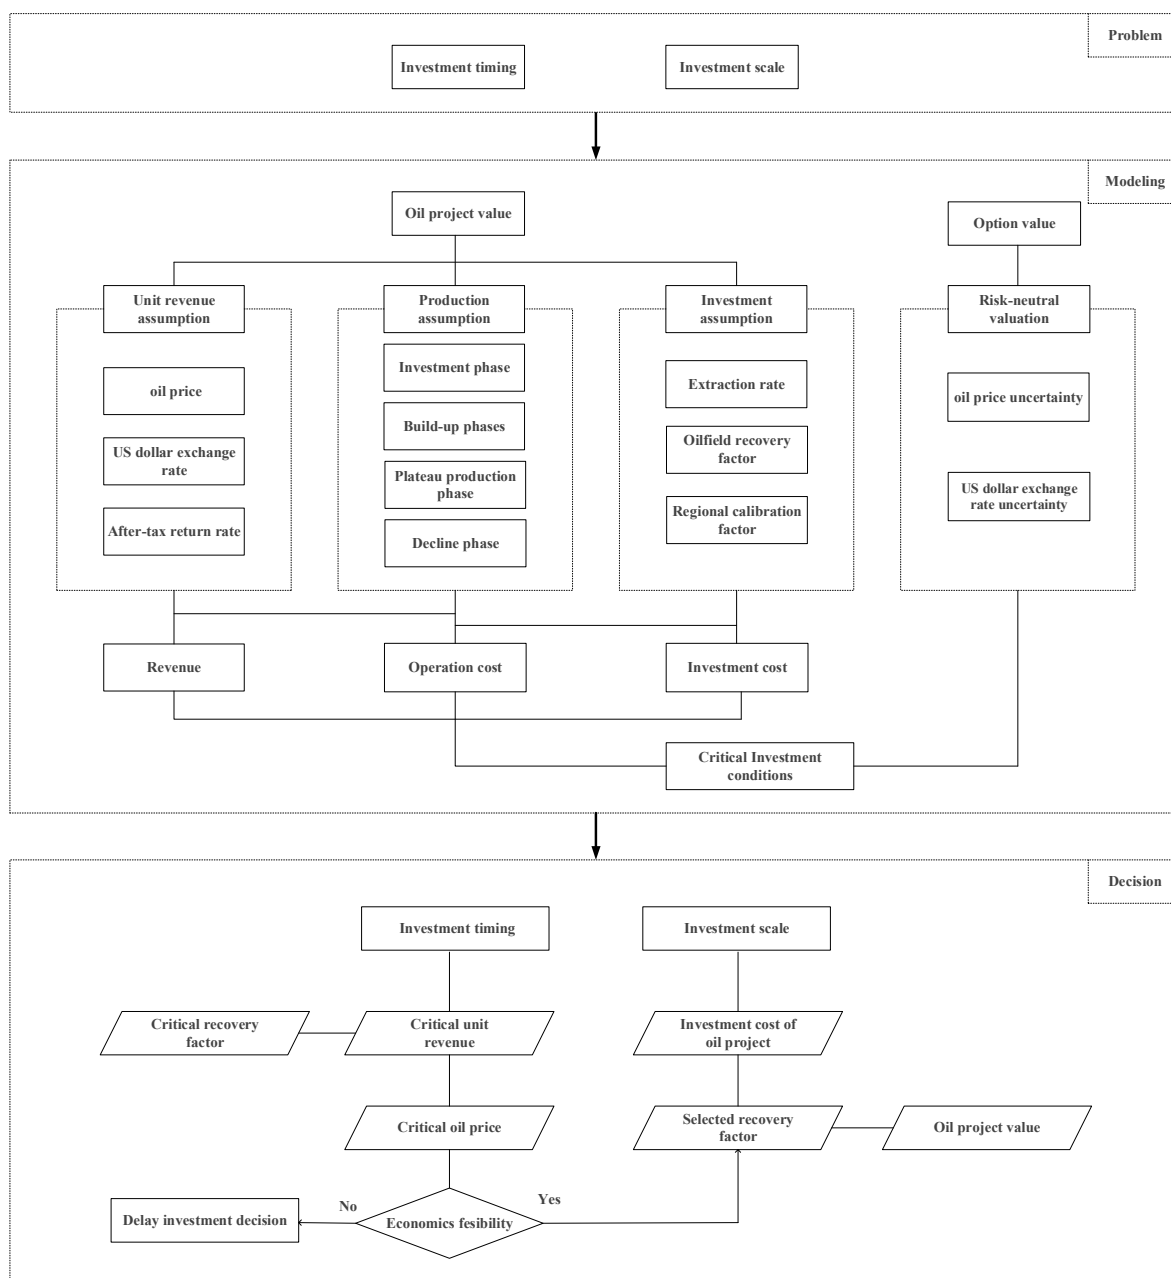 Problem
Investment timing
Investment scale
Modeling
Oil project value
Option value
Unit revenue
assumption
Production
assumption
Investment
assumption
Risk-neutral
valuation
oil price
US dollar exchange
rate
After-tax return rate
Investment phase
Build-up phases
Plateau production
phase
Decline phase
Extraction rate
Oilfield recovery
factor
Regional calibration
factor
oil price uncertainty
US dollar exchange
rate uncertainty
Revenue
Operation cost
Investment cost
Critical Investment
conditions
Decision
Investment timing
Investment scale
Critical recovery
factor
Critical unit
revenue
Investment cost of
oil project
Critical oil price
Selected recovery
factor
Oil project value
No
Yes
Delay investment decision
Economics fesibility